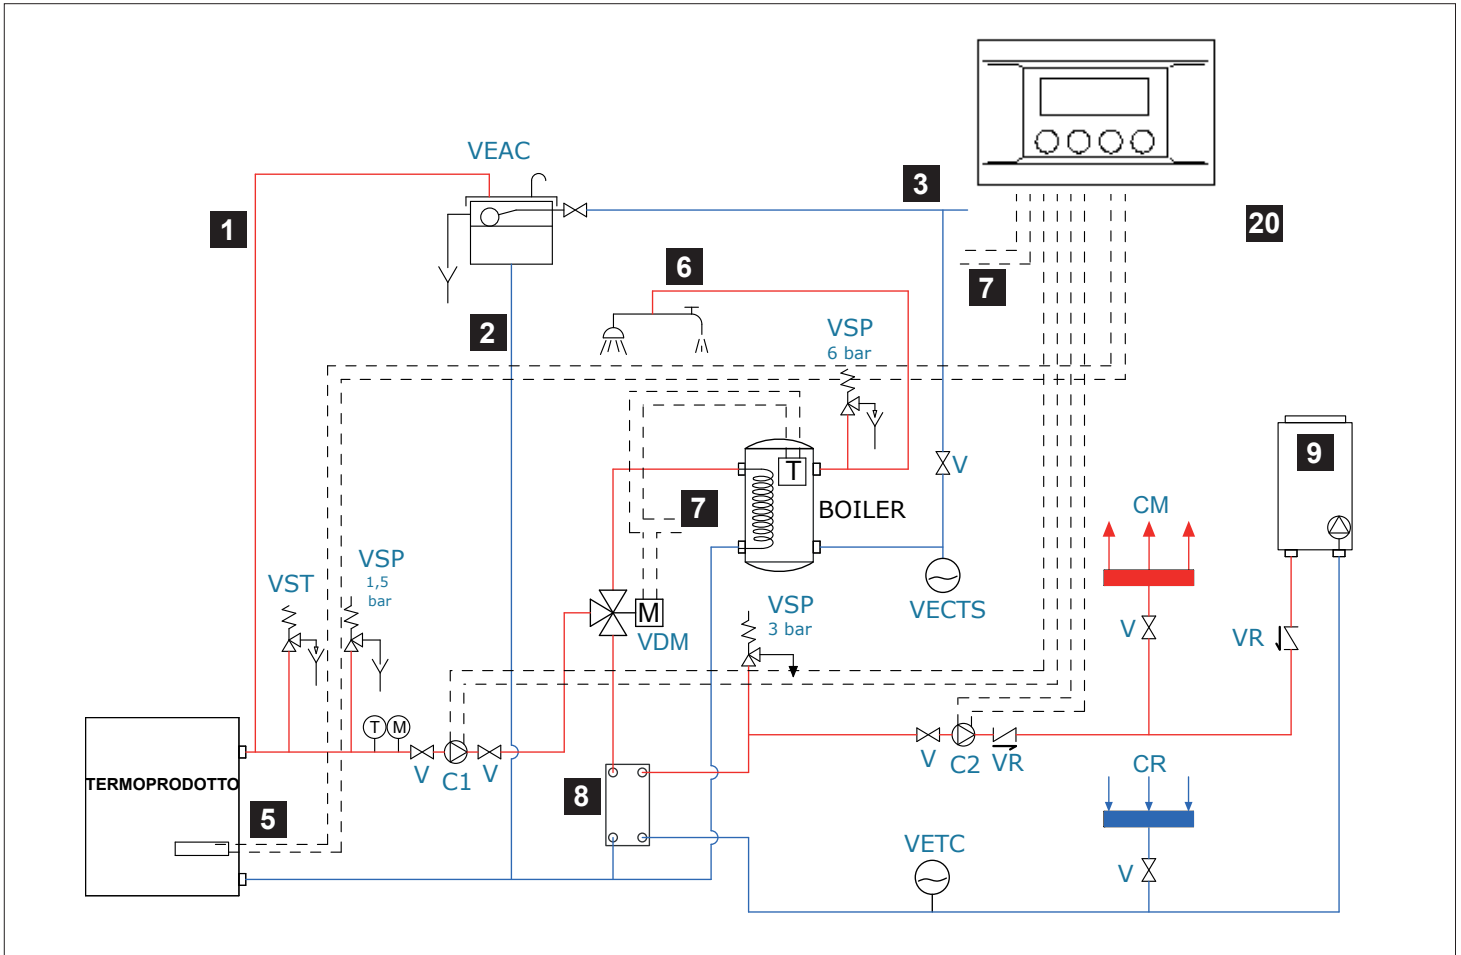 VEAC
3
1
20
6
7
2
VSP
6 bar
9
T
V
CM
BOILER
7
VSP
1,5
bar
VST
VSP
3 bar
VECTS
M
VDM
V
VR
T
M
V
C1
V
V
C2
VR
CR
TERMOPRODOTTO
8
5
VETC
V